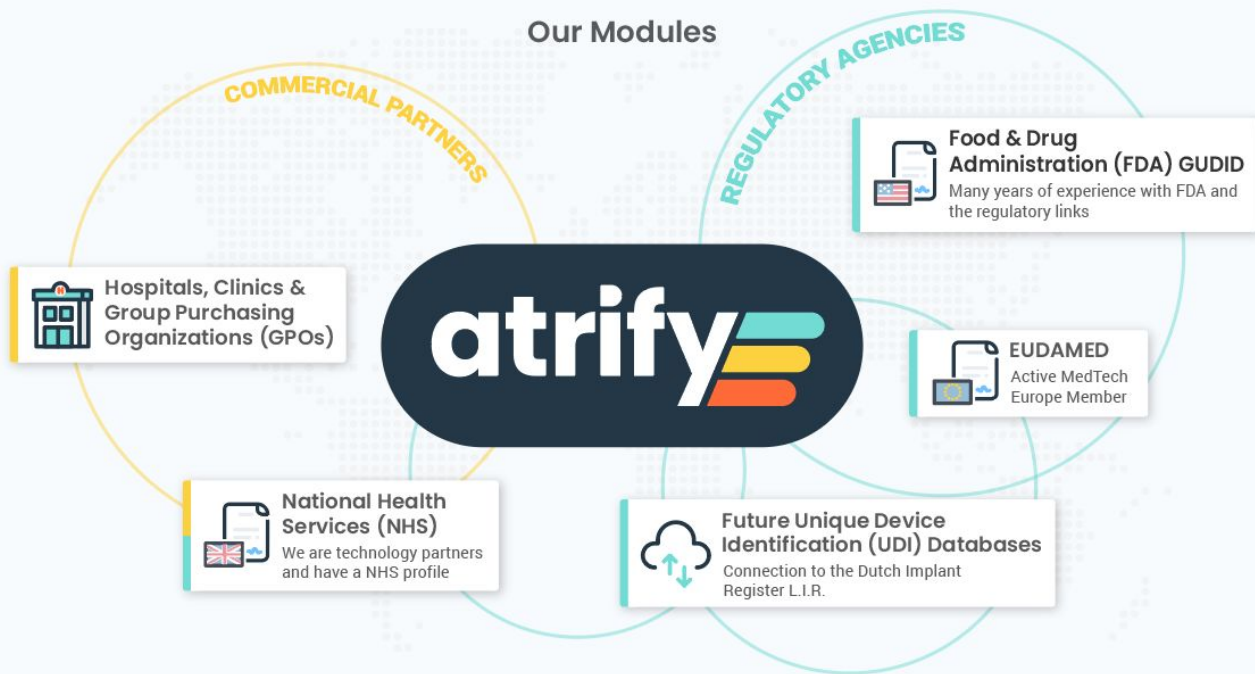 Our Modules
COMMERCIAL PARTNERS
REGULATORY AGENCIES
Food & Drug
Administration (FDA) GUDID
Many years of experience with FDA and
the regulatory links
Hospitals, Clinics &
Group Purchasing
Organizations (GPOs)
H
atrify
EUDAMED
Active MedTech
Europe Member
National Health
Services (NHS)
We are technology partners
and have a NHS profile
Future Unique Device
Identification (UDI) Databases
Connection to the Dutch Implant
Register L.I.R.